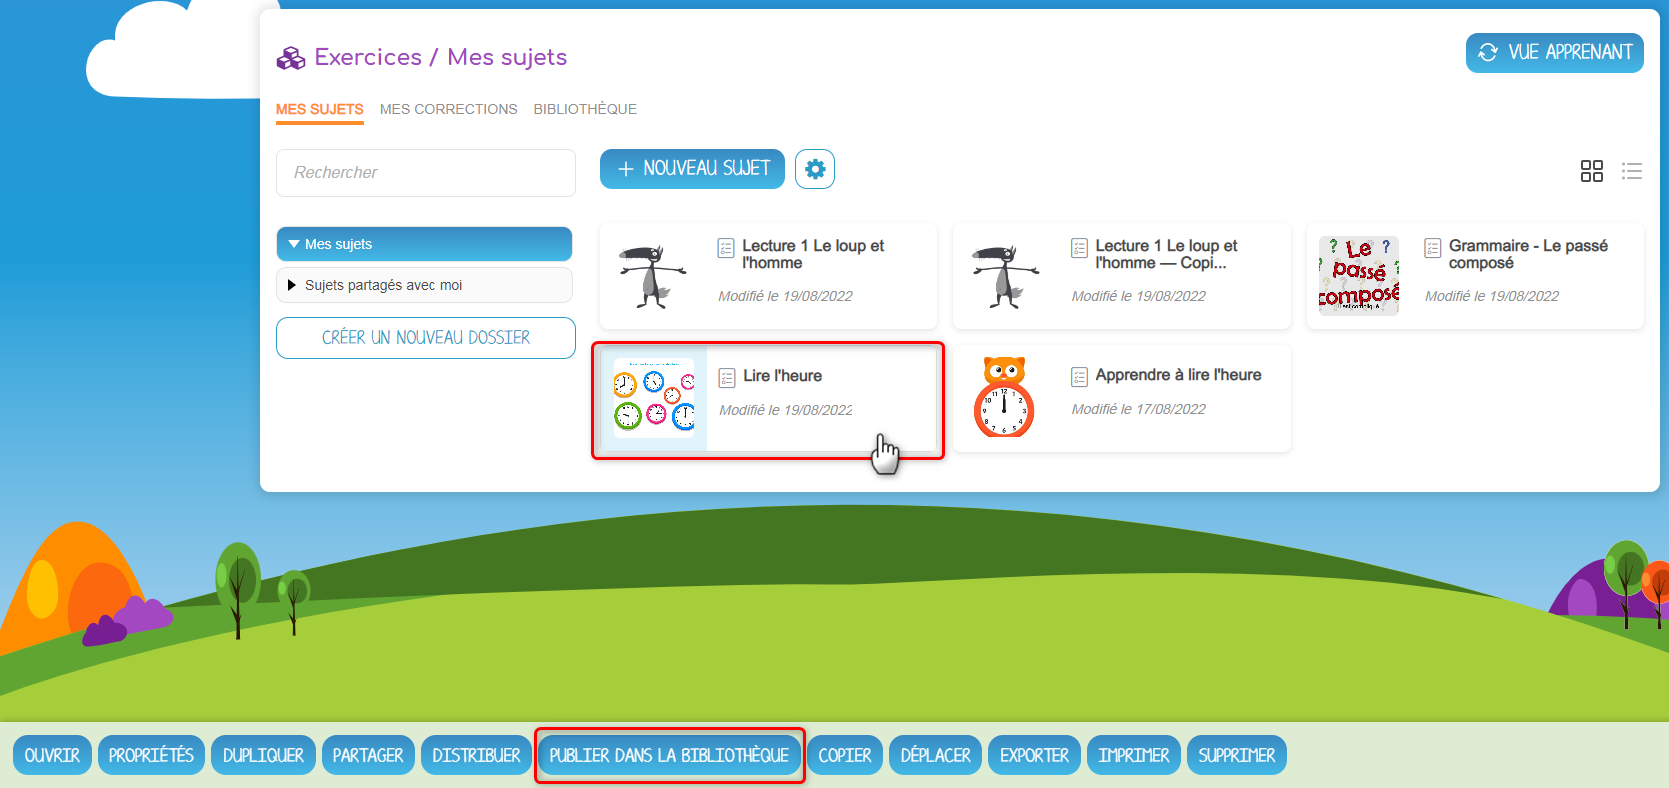 Exercices / Mes sujets
VUE APPRENANT
MES SUJETS MES CORRECTIONS BIBLIOTHÈQUE
Rechercher
+ NOUVEAU SUJET
Mes sujets
Sujets partagés avec moi
CRÉER UN NOUVEAU DOSSIER
Lecture 1 Le loup et
l'homme
Modifié le 19/08/2022
Lecture 1 Le loup et
l'homme — Copi...
Modifié le 19/08/2022
Le
passé
composé
Grammaire - Le passé
composé
Modifié le 19/08/2022
Lire l'heure
Modifié le 19/08/2022
12
9 3
6
Apprendre à lire l'heure
Modifié le 17/08/2022
OUVRIR PROPRIÉTÉS DUPLIQUER PARTAGER DISTRIBUER PUBLIER DANS LA BIBLIOTHÈQUE COPIER DÉPLACER EXPORTER IMPRIMER SUPPRIMER